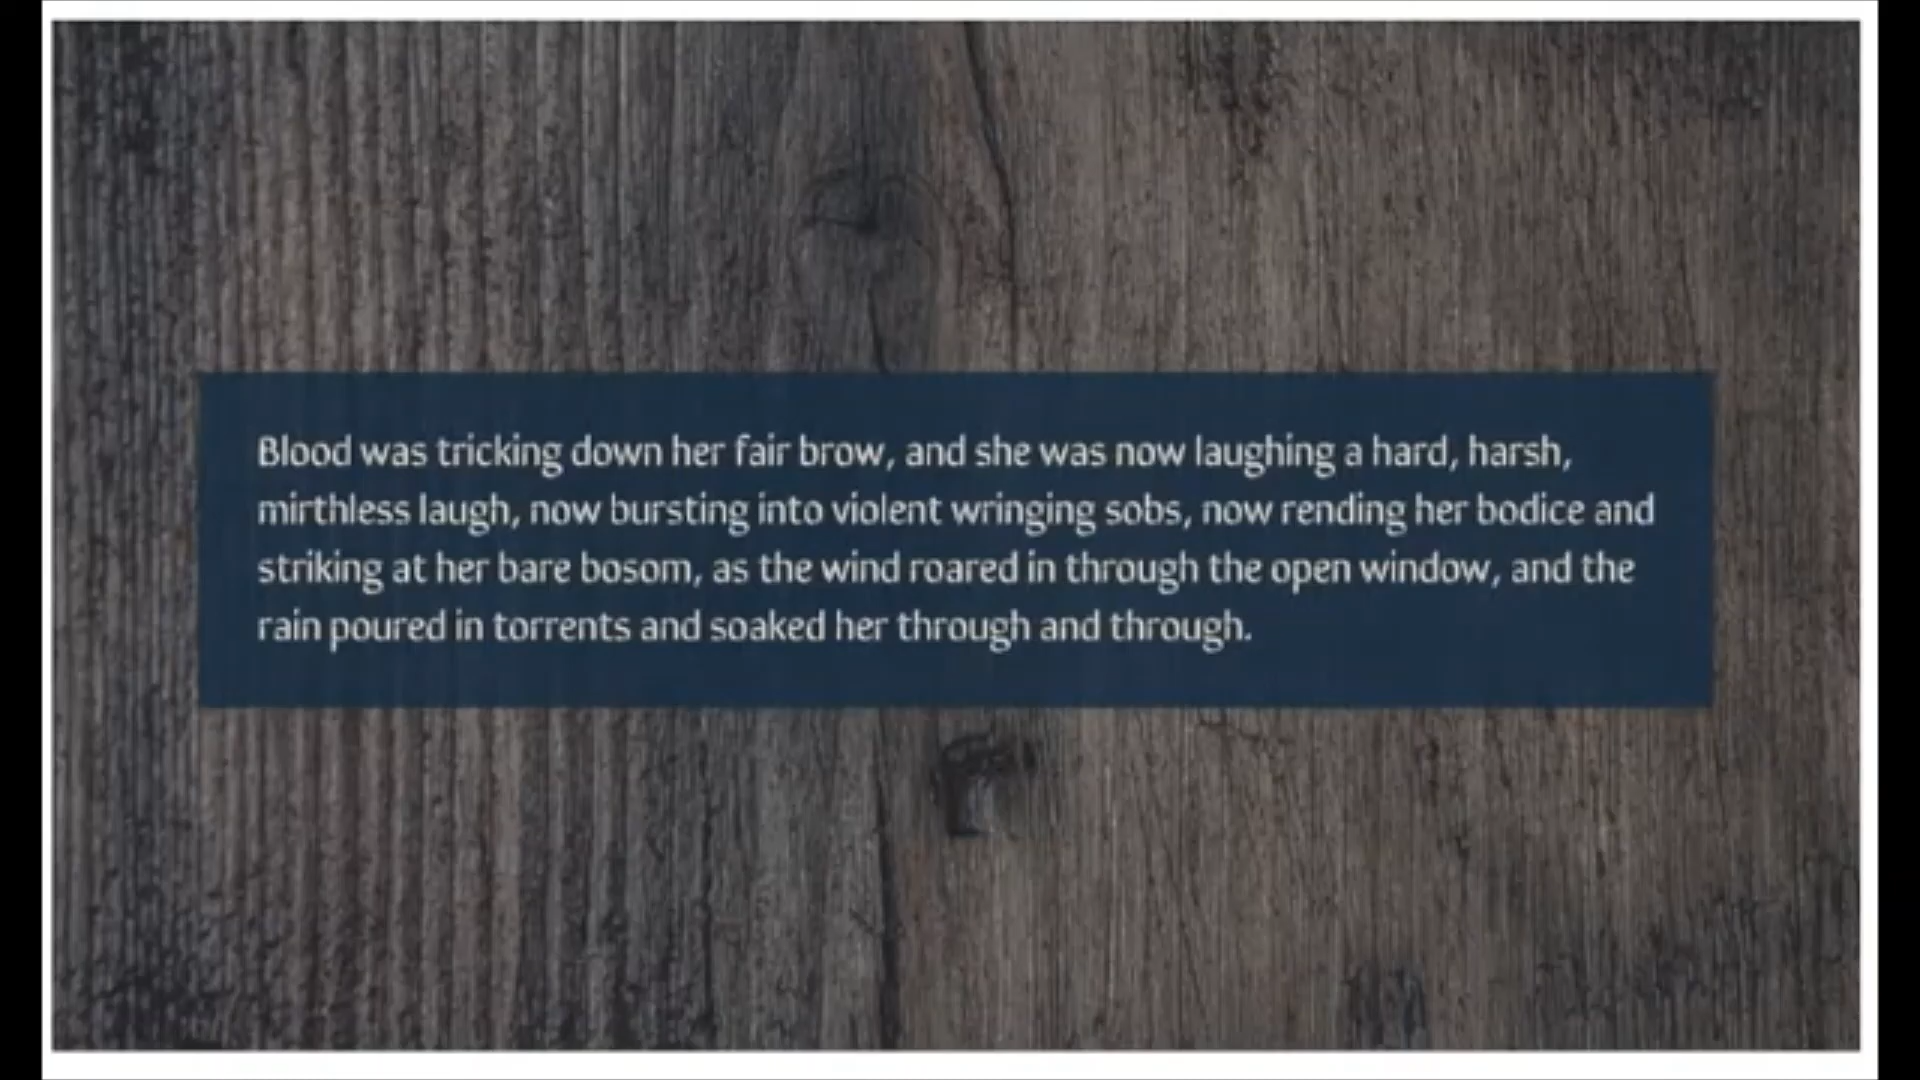 Blood was tricking down her fair brow, and she was now laughing a hard, harsh,
mirthless laugh, now bursting into violent wringing sobs, now rending her bodice and
striking at her bare bosom, as the wind roared in through the open window, and the
rain poured in torrents and soaked her through and through.